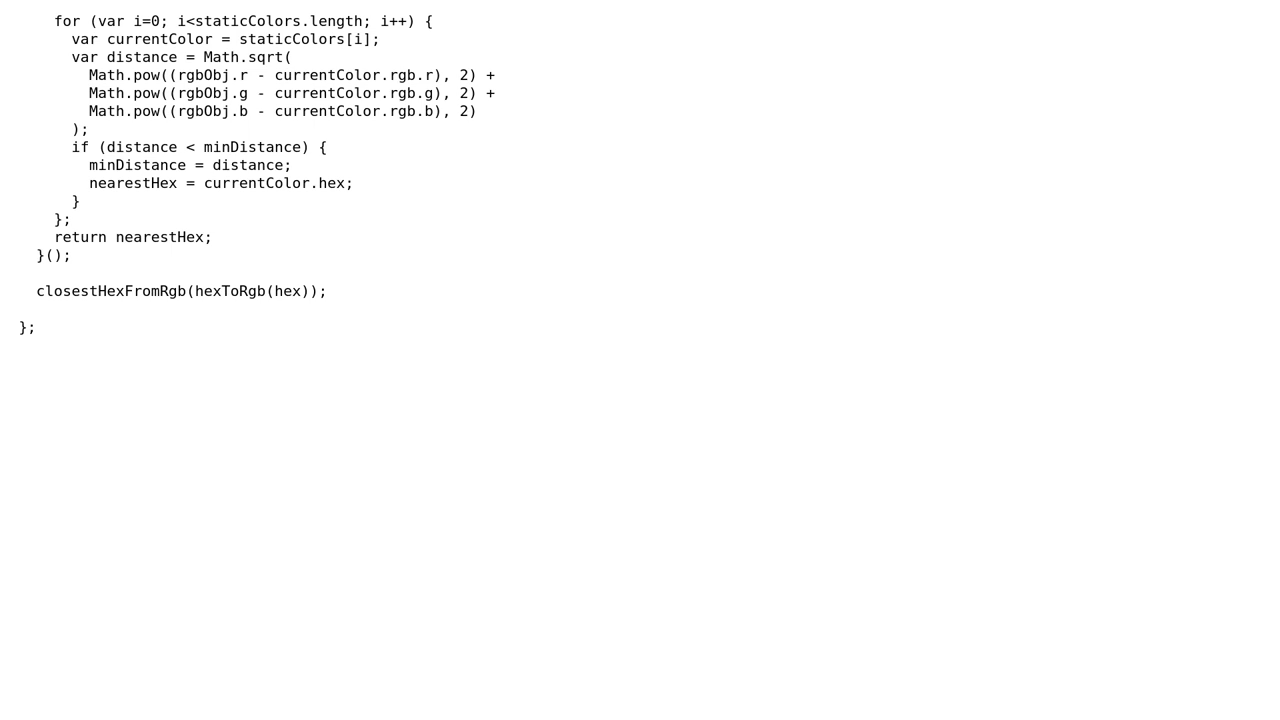 for (var i=0; i<staticColors.length; i++) {
      var currentColor = staticColors[i];
      var distance = Math.sqrt(
        Math.pow((rgbObj.r - currentColor.rgb.r), 2) +
        Math.pow((rgbObj.g - currentColor.rgb.g), 2) +
        Math.pow((rgbObj.b - currentColor.rgb.b), 2)
      );
      if (distance < minDistance) {
        minDistance = distance;
        nearestHex = currentColor.hex;
      }
    };
    return nearestHex;
  }();

  closestHexFromRgb(hexToRgb(hex));

};